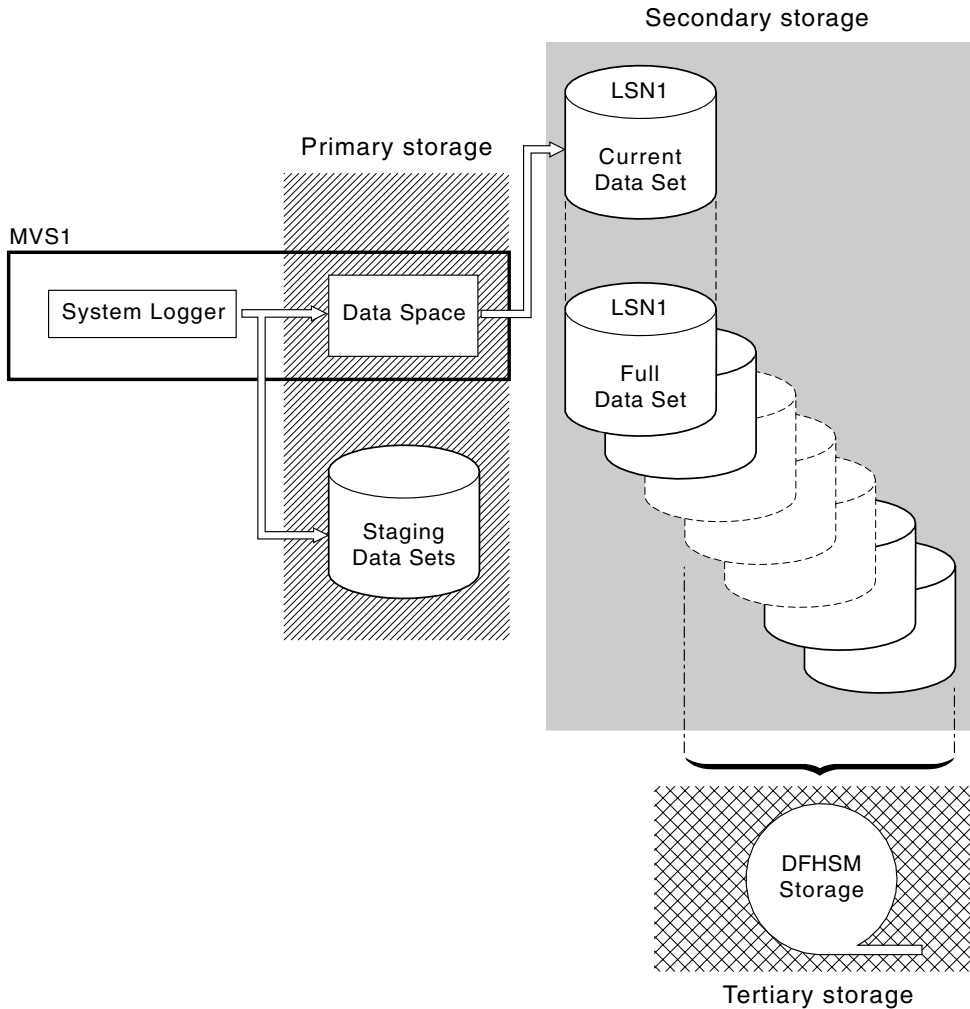 Secondary storage
LSN1
Current
Data Set
Primary storage
MVS1
System Logger
Data Space
LSN1
Full
Data Set
Staging
Data Sets
DFHSM
Storage
Tertiary storage